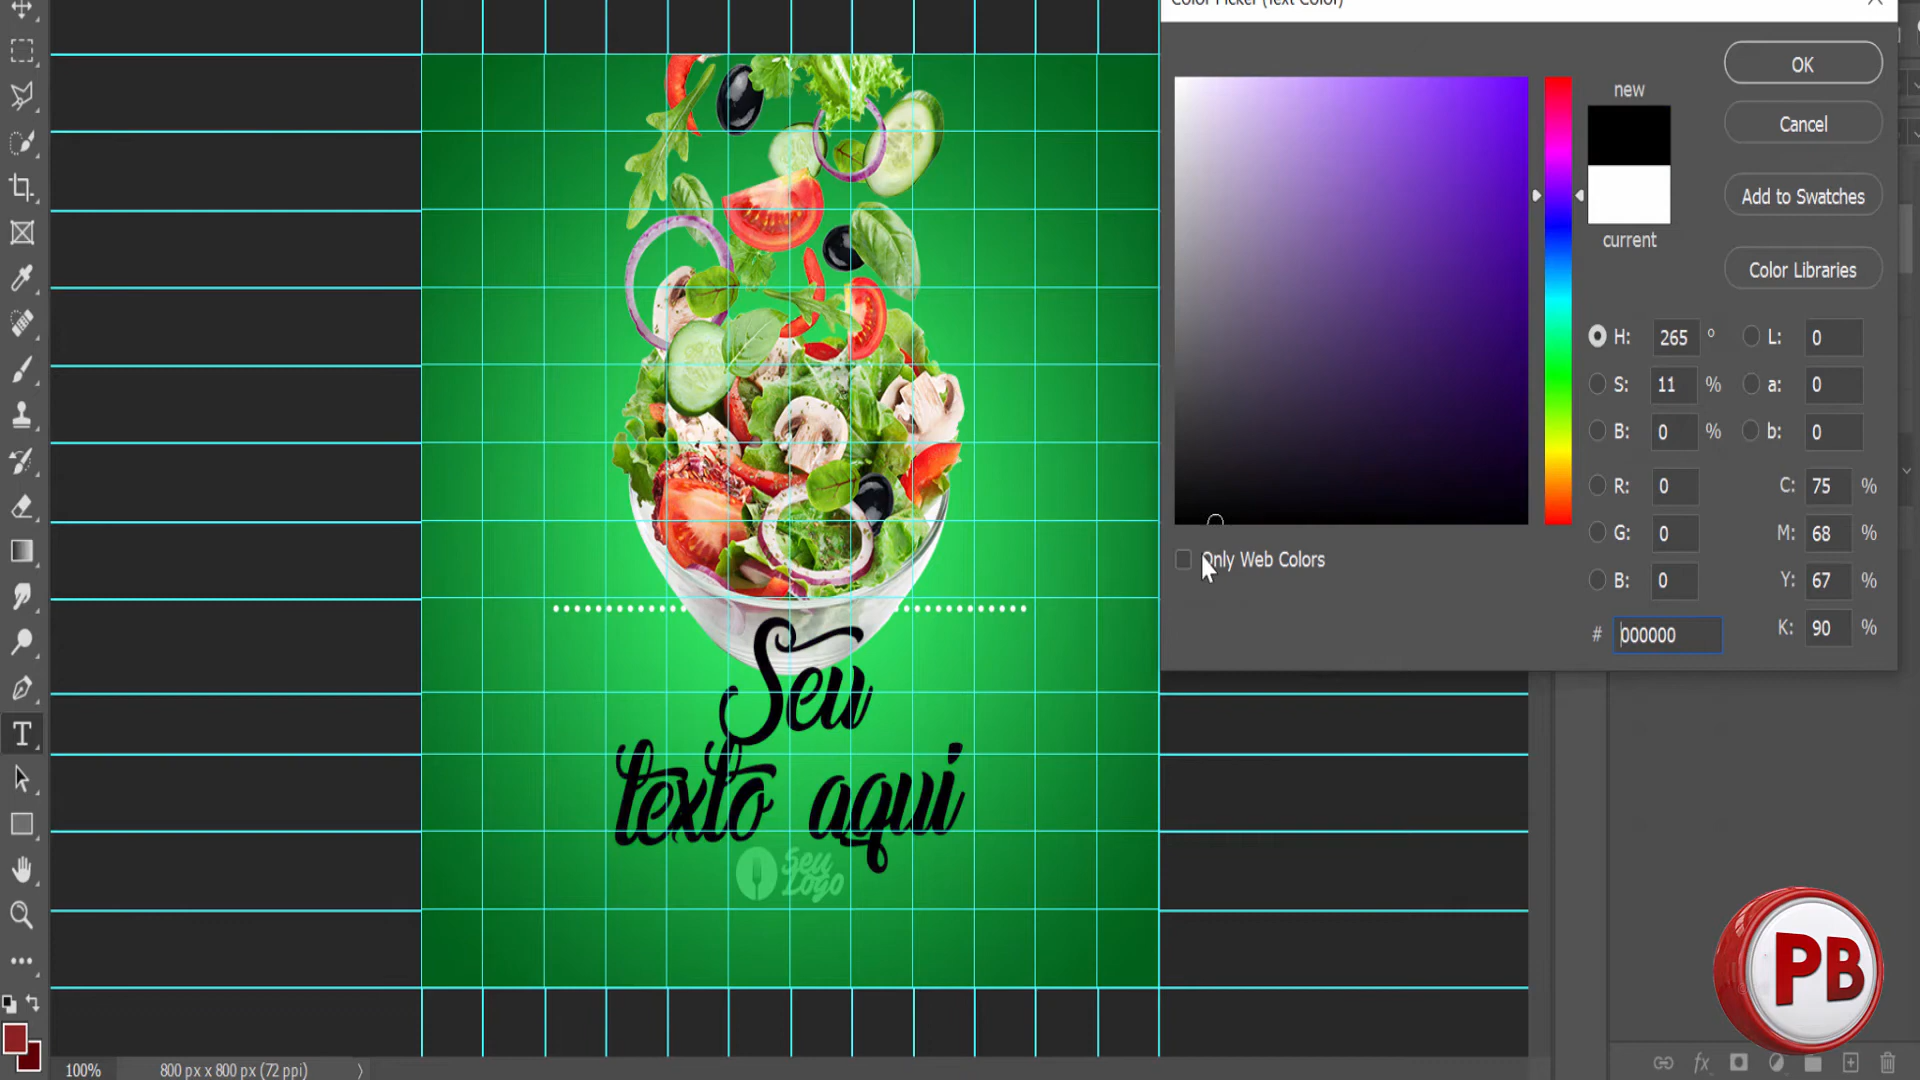 Color Picker (Text Color)
OK
new
Cancel
Add to Swatches
current
Color Libraries
H: 265 °
L: 0
S: 11 %
a: 0
B: 0 %
b: 0
R: 0
C: 75 %
G: 0
M: 68 %
Only Web Colors
B: 0
Y: 67 %
# 000000
K: 90 %
Seu
texto aqui
Seu
Logo
T
PB
fx
100%
800 px x 800 px (72 ppi)